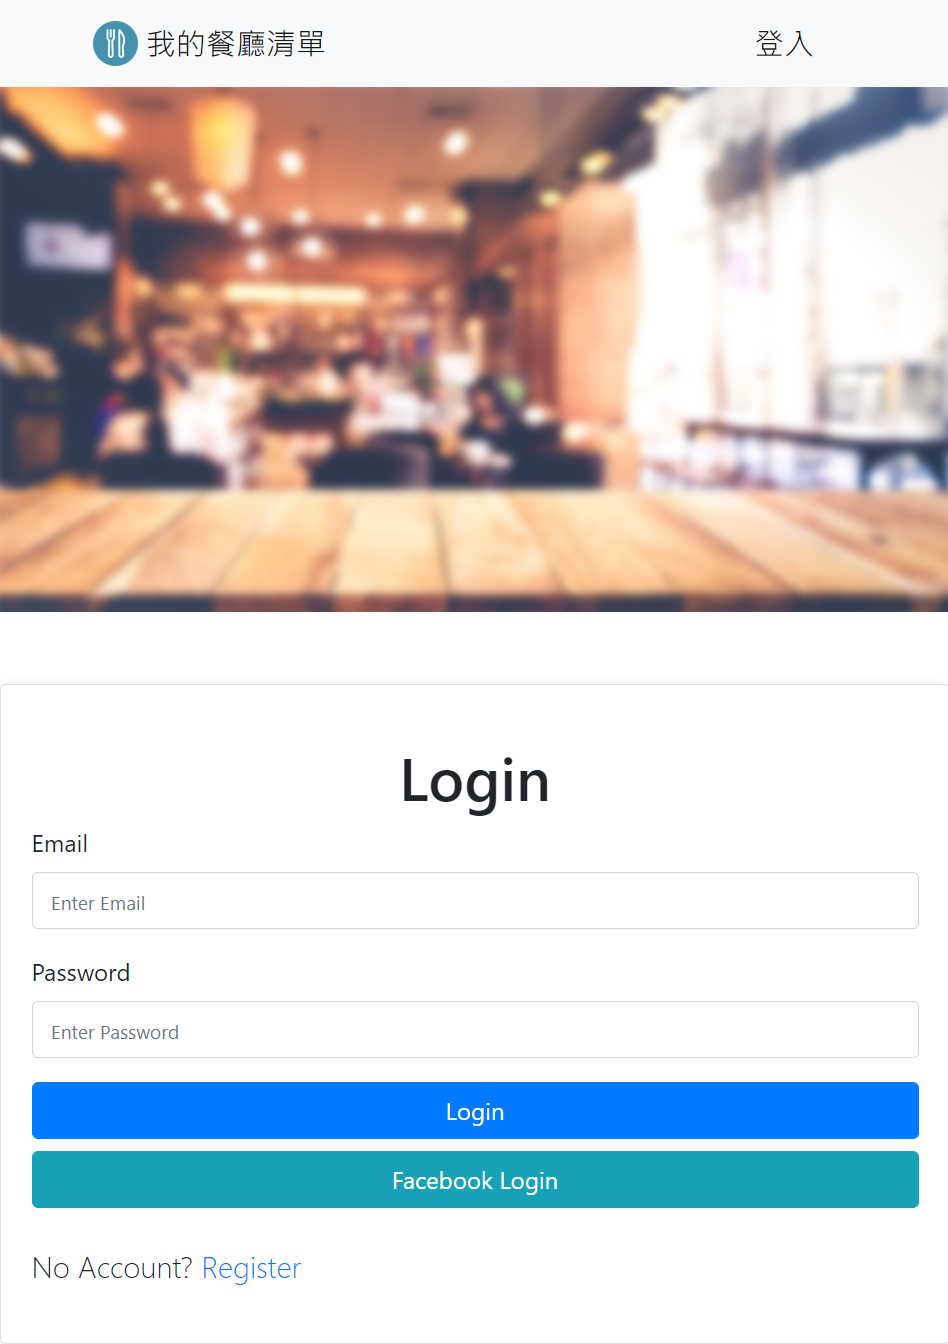 我的餐廳清單
登入
Login
Email
Enter Email
Password
Enter Password
Login
Facebook Login
No Account? Register